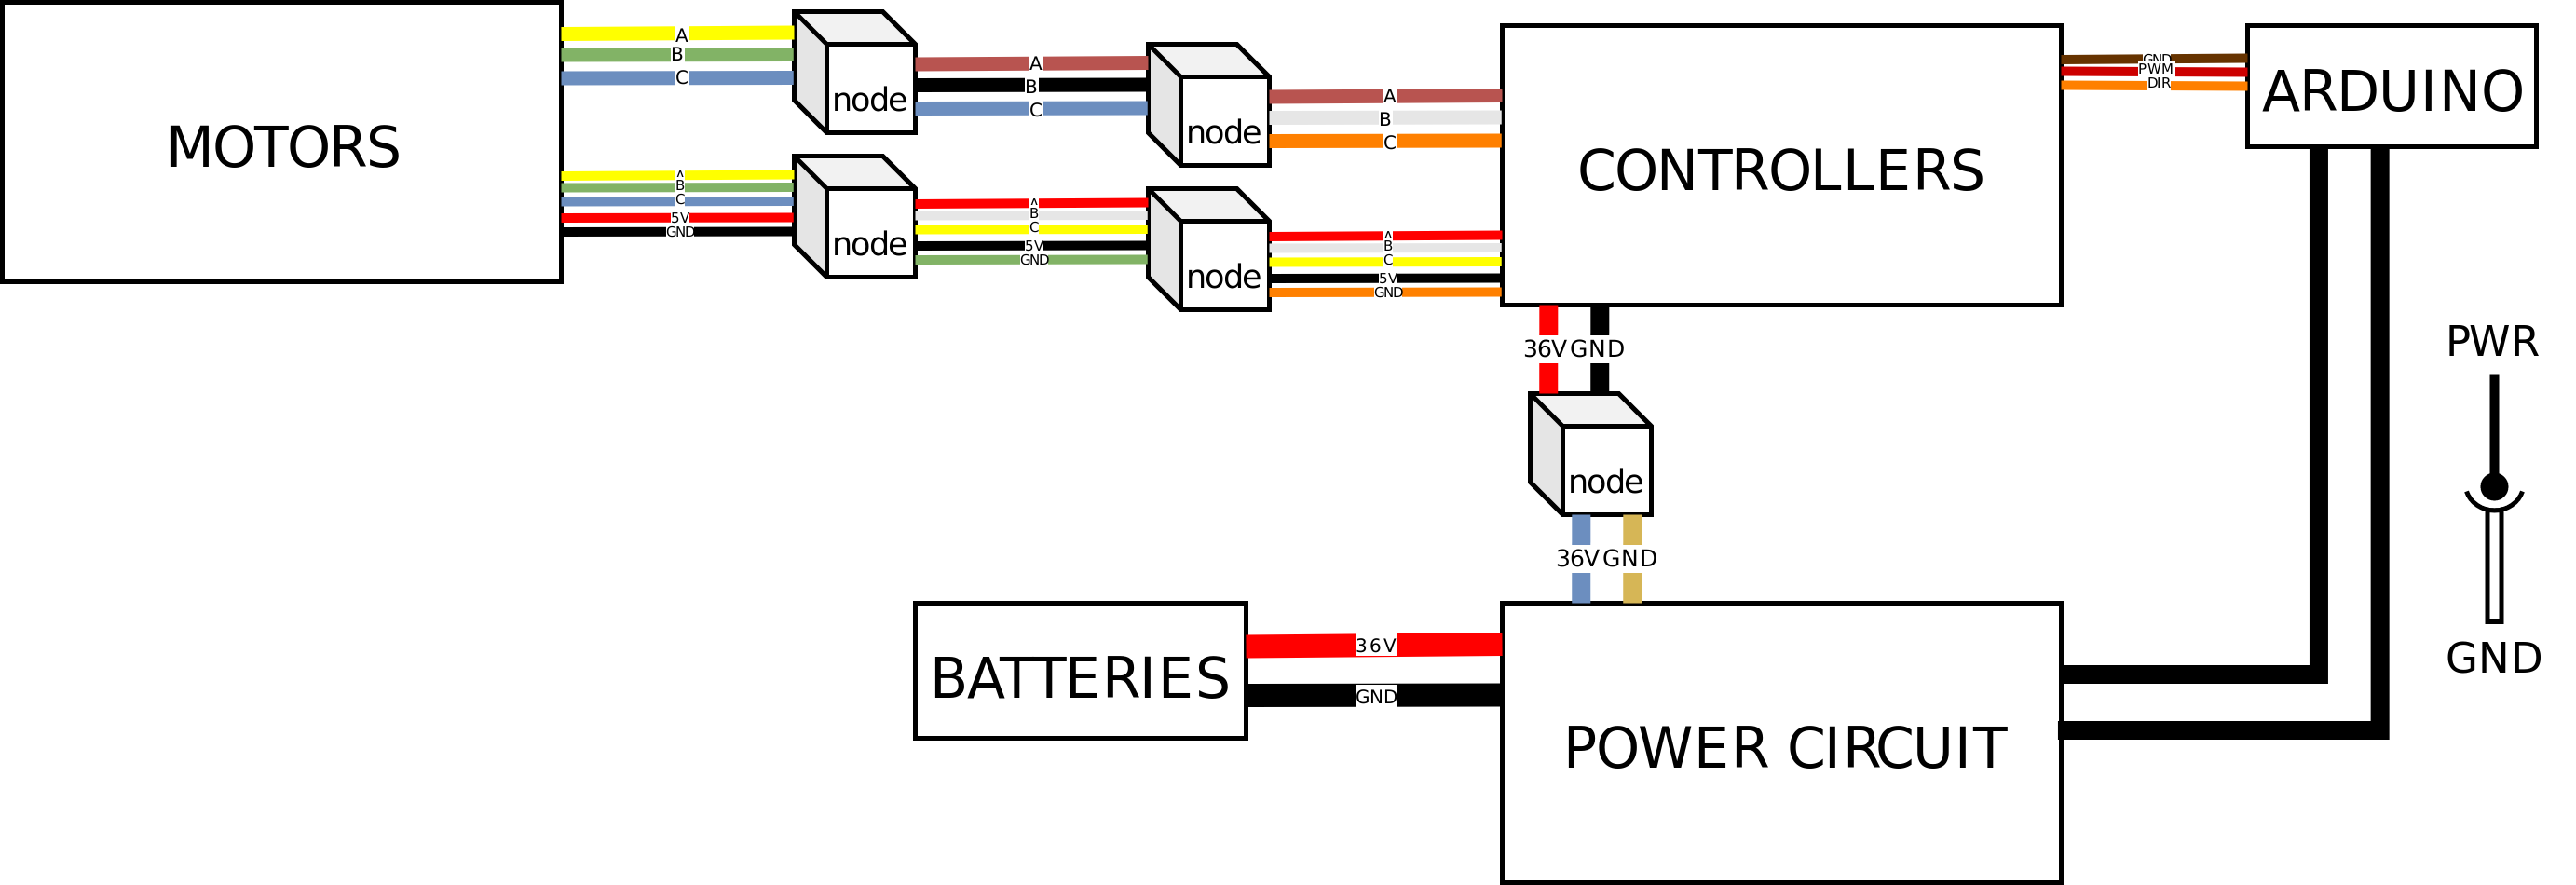 MOTORS
A
B
C
A
B
C
5V
GND
node
node
A
B
C
A
B
C
5V
GND
node
node
A
B
C
A
B
C
5V
GND
CONTROLLERS
GND
PWM
DIR
ARDUINO
36V GND
node
36V GND
BATTERIES
36V
GND
POWER CIRCUIT
PWR
GND